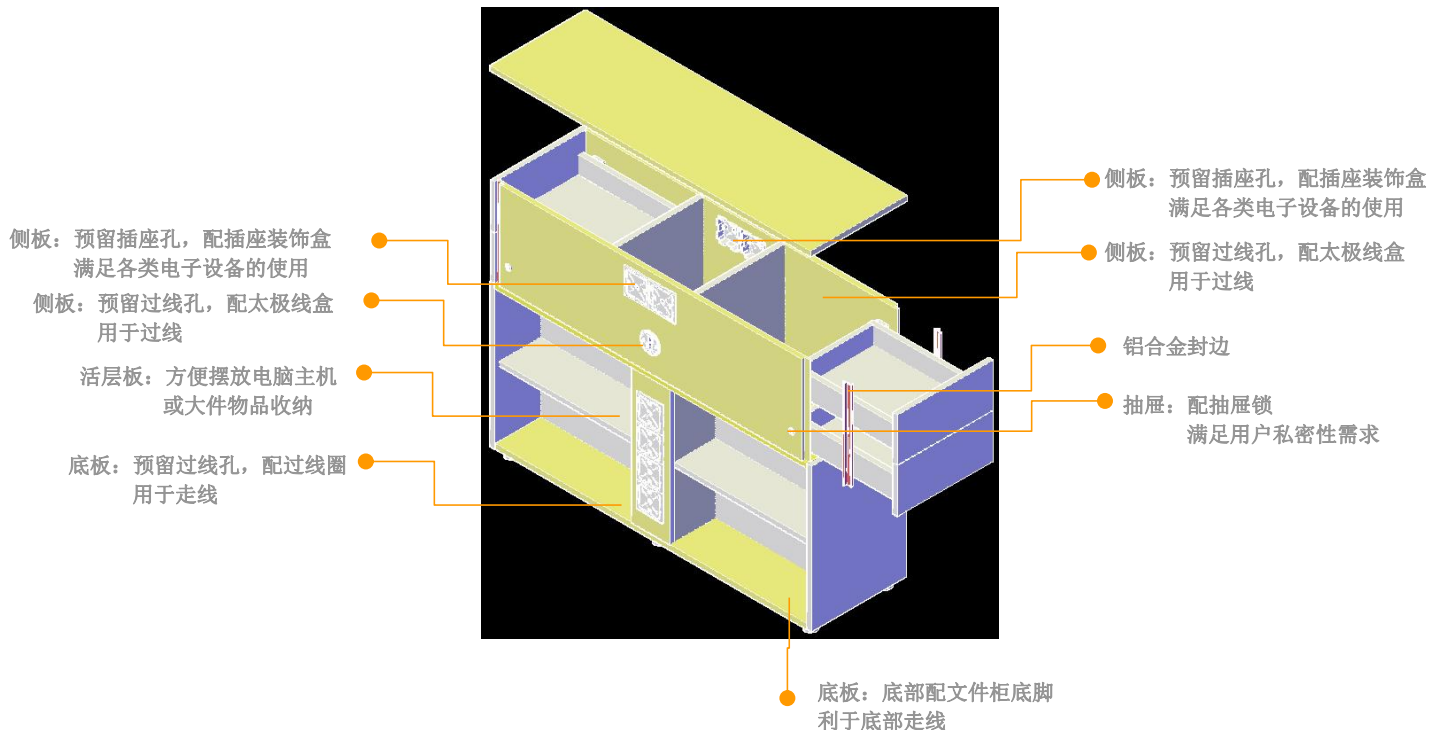 侧板：预留插座孔，配插座装饰盒
满足各类电子设备的使用
侧板：预留过线孔，配太极线盒
用于过线
活层板：方便摆放电脑主机
或大件物品收纳
底板：预留过线孔，配过线圈
用于走线
侧板：预留插座孔，配插座装饰盒
满足各类电子设备的使用
侧板：预留过线孔，配太极线盒
用于过线
铝合金封边
抽屉：配抽屉锁
满足用户私密性需求
底板：底部配文件柜底脚
利于底部走线